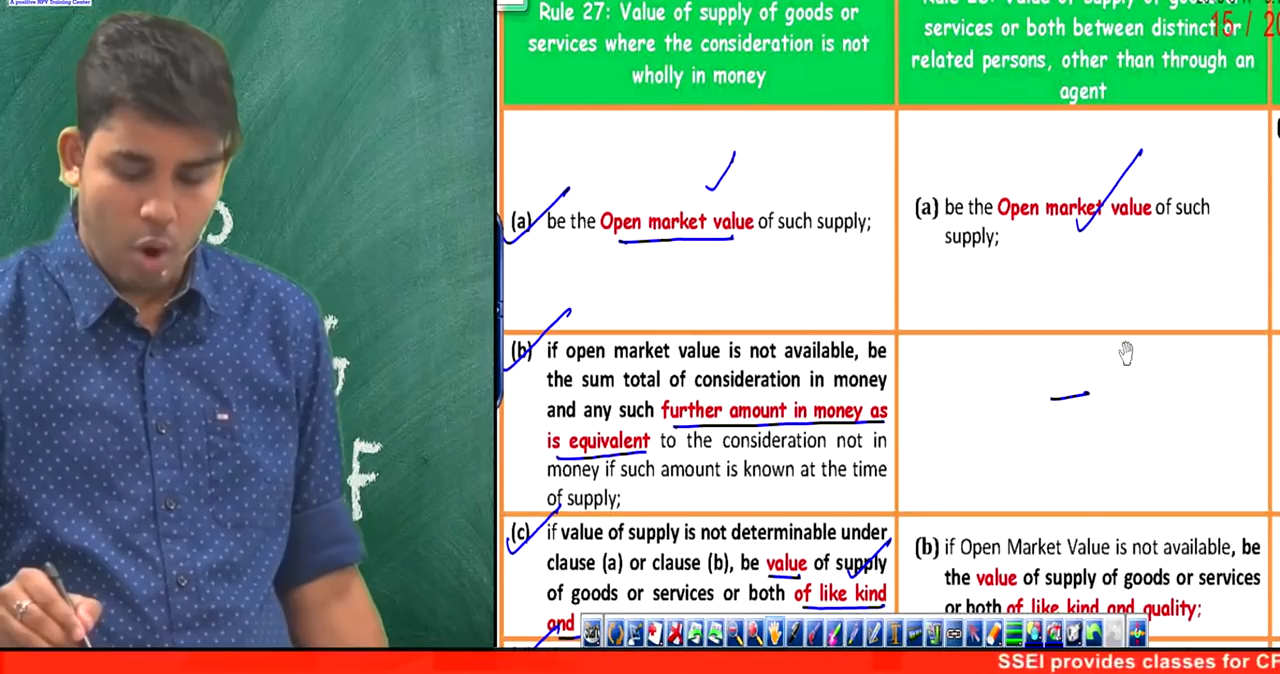 A positive NPV Training Center
Rule 27: Value of supply of goods or
services where the consideration is not
wholly in money
services or both between distinct or
related persons, other than through an
agent
15 /
(a) be the Open market value of such supply;
(a) be the Open market value of such
supply;
(b) if open market value is not available, be
the sum total of consideration in money
and any such further amount in money as
is equivalent to the consideration not in
money if such amount is known at the time
of supply;
(c) if value of supply is not determinable under
clause (a) or clause (b), be value of supply
of goods or services or both of like kind
and
(b) if Open Market Value is not available, be
the value of supply of goods or services
or both of like kind and quality;
F
SSEI provides classes for CF